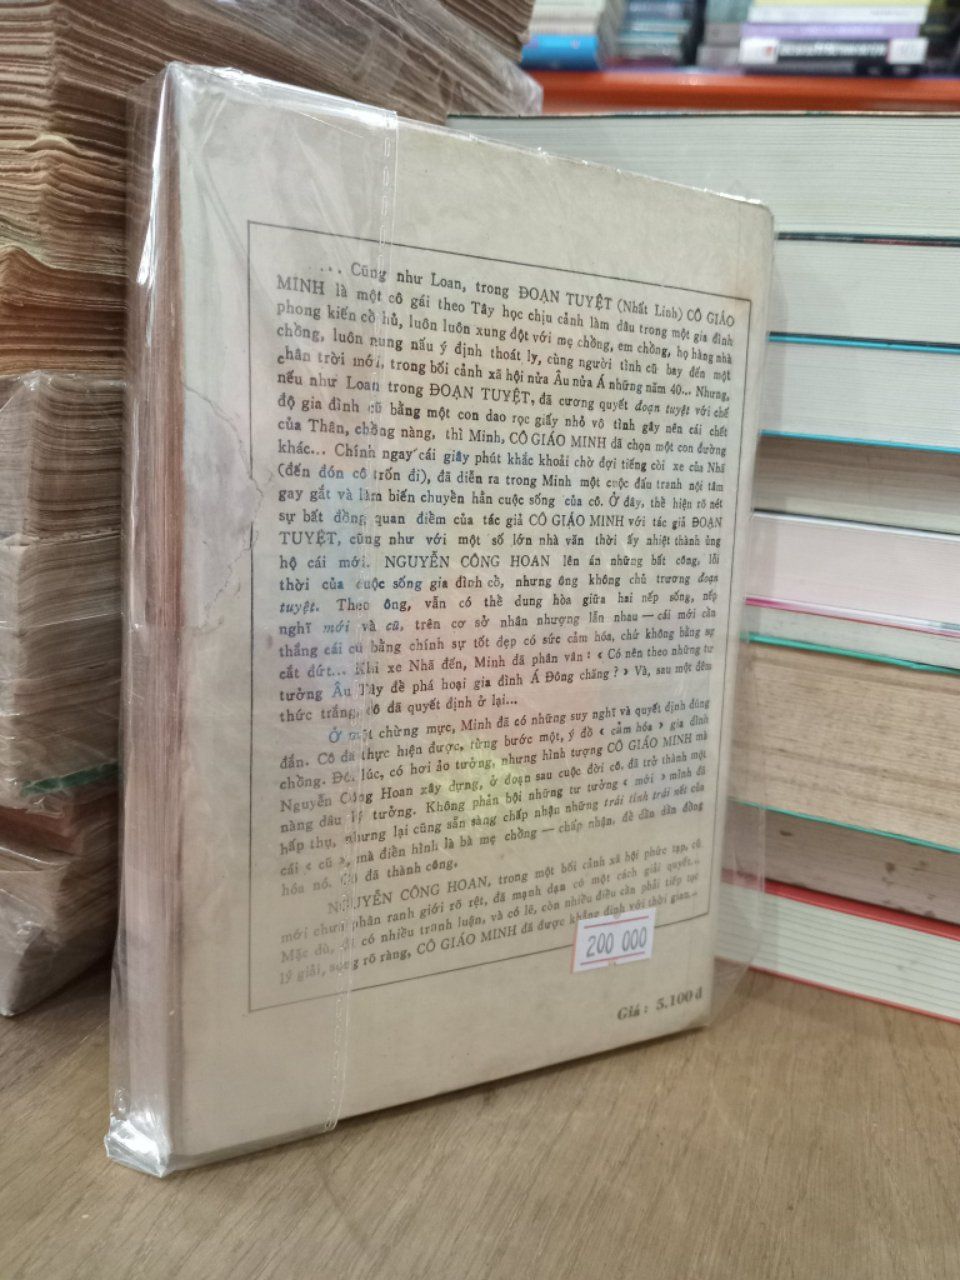 ... Cũng như Loan, trong ĐOẠN TUYỆT (Nhất Linh) CÔ GIÁO
MINH là một cô gái theo Tây học chịu cảnh làm dâu trong một gia đình
phong kiến cổ hủ, luôn luôn xung đột với mẹ chồng, em chồng, họ hàng nhà
chồng, luôn nung nấu ý định thoát ly, cùng người tình cũ bay đến một
chân trời mới, trong bối cảnh xã hội nửa Âu nửa Á những năm 40... Nhưng,
nếu như Loan trong ĐOẠN TUYỆT, đã cương quyết đoạn tuyệt với chế
độ gia đình cũ bằng một con dao rọc giấy nhỏ vô tình gây nên cái chết
của Thân, chồng nàng, thì Minh, CÔ GIÁO MINH đã chọn một con đường
khác... Chính ngay cái giây phút khắc khoải chờ đợi tiếng còi xe của Nhã
(đến đón cô trốn đi), đã diễn ra trong Minh một cuộc đấu tranh nội tâm
gay gắt và làm biến chuyển hẳn cuộc sống của cô. Ở đây, thể hiện rõ nét
sự bất đồng quan điểm của tác giả CÔ GIÁO MINH với tác giả ĐOẠN
TUYỆT, cũng như với một số lớn nhà văn thời ấy nhiệt thành ủng
hộ cái mới. NGUYỄN CÔNG HOAN lên án những bất công, lỗi
thời của cuộc sống gia đình cổ, nhưng ông không chủ trương đoạn
tuyệt. Theo ông, vẫn có thể dung hòa giữa hai nếp sống, nếp
nghĩ mới và cũ, trên cơ sở nhân nhượng lẫn nhau — cái mới cần
thắng cái cũ bằng chính sự tốt đẹp có sức cảm hóa, chứ không bằng sự
cắt đứt... Khi xe Nhã đến, Minh đã phân vân : « Có nên theo những tư
tưởng Âu Tây để phá hoại gia đình Á Đông chăng ? » Và, sau một đêm
thức trắng, cô đã quyết định ở lại...
Ở một chừng mực, Minh đã có những suy nghĩ và quyết định đúng
đắn. Cô đã thực hiện được, từng bước một, ý đồ « cảm hóa » gia đình
chồng. Đôi lúc, có hơi ảo tưởng, nhưng hình tượng CÔ GIÁO MINH mà
Nguyễn Công Hoan xây dựng, ở đoạn sau cuộc đời cô, đã trở thành một
nàng dâu lý tưởng. Không phản bội những tư tưởng « mới » mình đã
hấp thụ, nhưng lại cũng sẵn sàng chấp nhận những trái tính trái nết của
cái « cũ », mà điển hình là bà mẹ chồng — chấp nhận, để dần dần đồng
hóa nó. Cô đã thành công.
NGUYỄN CÔNG HOAN, trong một bối cảnh xã hội phức tạp, cũ
mới chưa phân ranh giới rõ rệt, đã mạnh dạn có một cách giải quyết...
Mặc dù, đã có nhiều tranh luận, và có lẽ, còn nhiều điều cần phải tiếp tục
lý giải, song rõ ràng, CÔ GIÁO MINH đã được khẳng định với thời gian...
200 000
Giá : 5.100đ